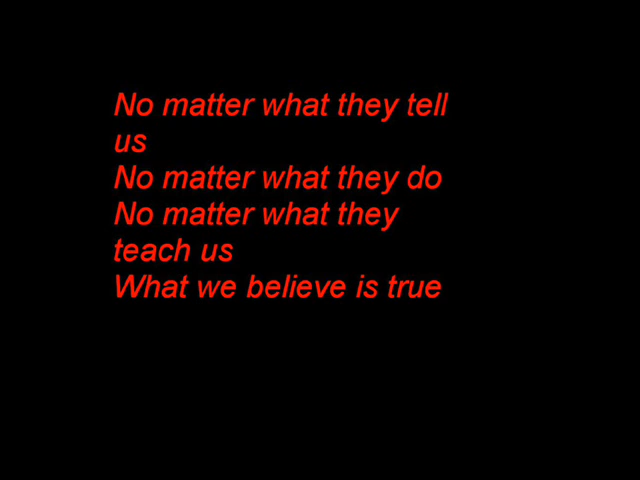 No matter what they tell
us
No matter what they do
No matter what they
teach us
What we believe is true